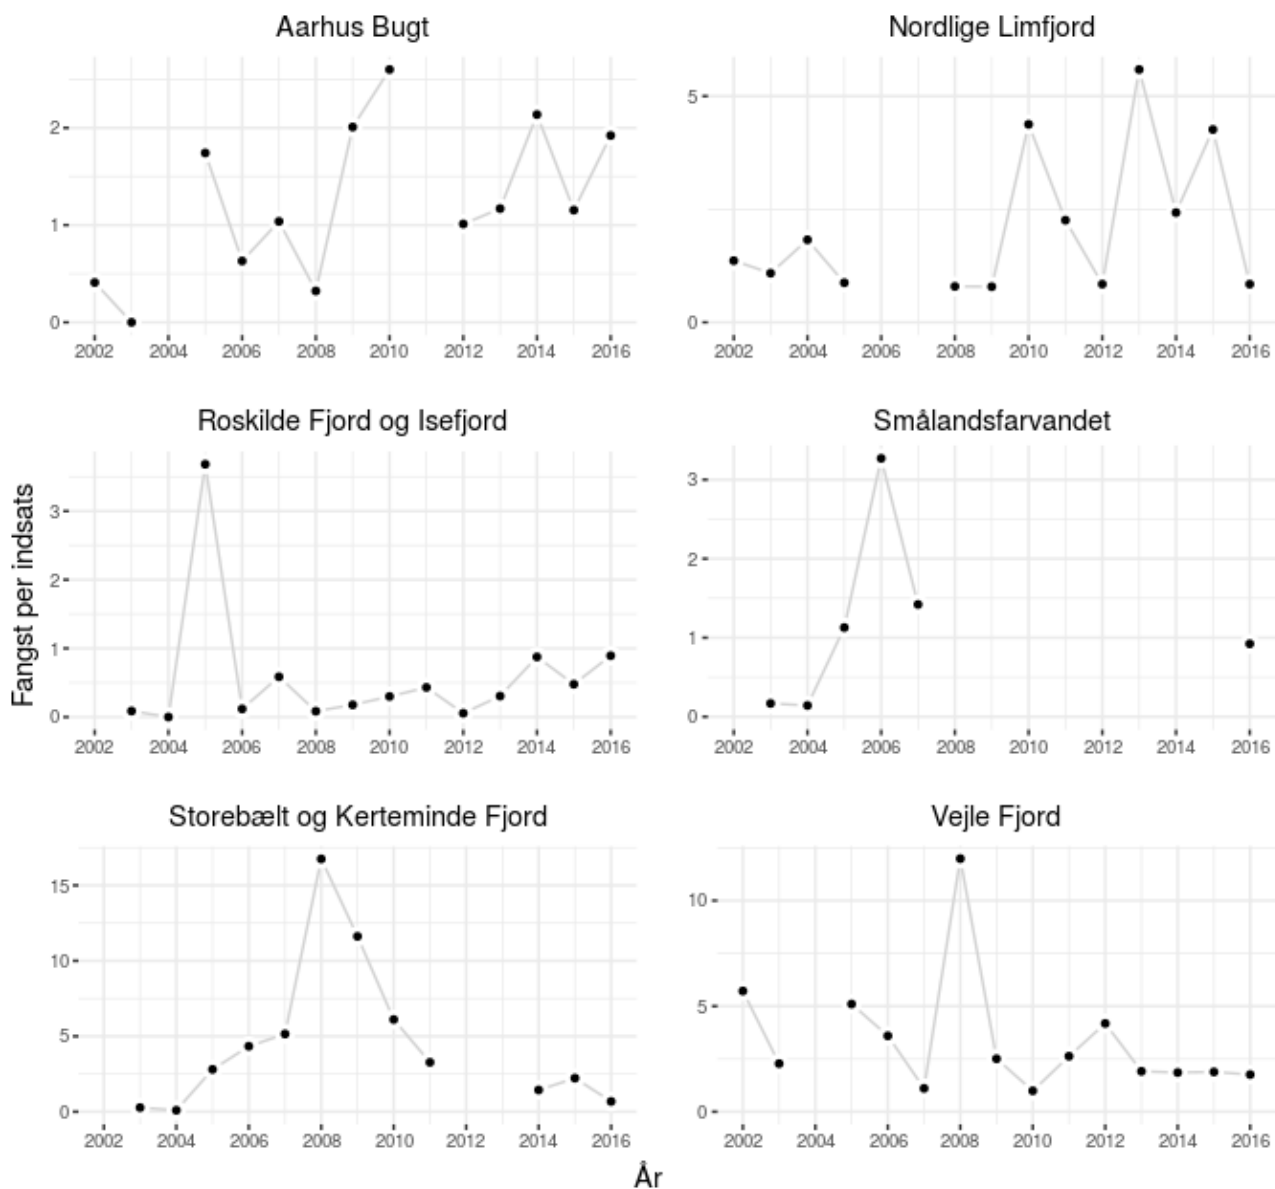 Aarhus Bugt
2
1
0
2002 2004 2006 2008 2010 2012 2014 2016
Nordlige Limfjord
5
0
2002 2004 2006 2008 2010 2012 2014 2016
Roskilde Fjord og Isefjord
3
2
1
0
2002 2004 2006 2008 2010 2012 2014 2016
Smålandsfarvandet
3
2
1
0
2002 2004 2006 2008 2010 2012 2014 2016
Fangst per indsats
Storebælt og Kerteminde Fjord
15
10
5
0
2002 2004 2006 2008 2010 2012 2014 2016
Vejle Fjord
10
5
0
2002 2004 2006 2008 2010 2012 2014 2016
År